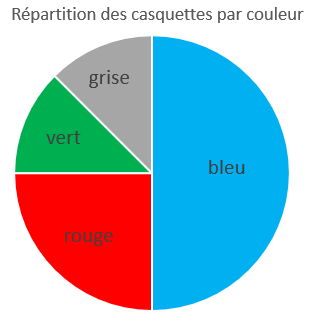 Répartition des casquettes par couleur
grise
vert
bleu
rouge